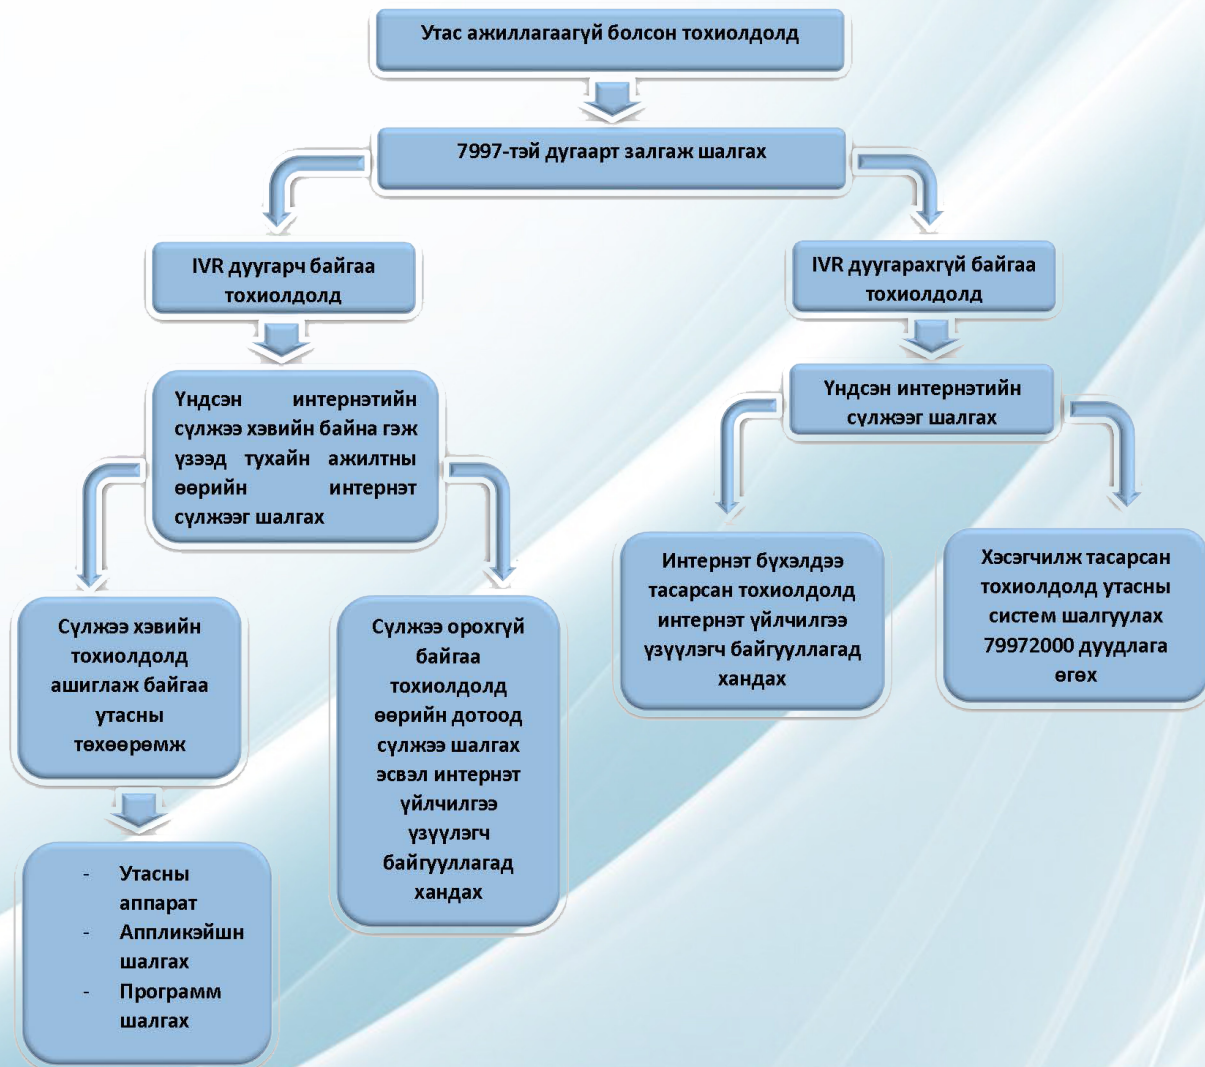 Утас ажиллагаагүй болсон тохиолдолд
7997-тэй дугаарт залгаж шалгах
IVR дуугарч байгаа
тохиолдолд
IVR дуугарахгүй байгаа
тохиолдолд
Үндсэн интернэтийн
сүлжээ хэвийн байна гэж
үзээд тухайн ажилтны
өөрийн интернэт
сүлжээг шалгах
Үндсэн интернэтийн
сүлжээг шалгах
Сүлжээ хэвийн
тохиолдолд
ашиглаж байгаа
утасны
төхөөрөмж
Сүлжээ орохгүй
байгаа
тохиолдолд
өөрийн дотоод
сүлжээ шалгах
эсвэл интернэт
үйлчилгээ
үзүүлэгч
байгууллагад
хандах
Интернэт бүхэлдээ
тасарсан тохиолдолд
интернэт үйлчилгээ
үзүүлэгч байгууллагад
хандах
Хэсэгчилж тасарсан
тохиолдолд утасны
систем шалгуулах
79972000 дуудлага
өгөх
- Утасны
аппарат
- Аппликэйшн
шалгах
- Программ
шалгах